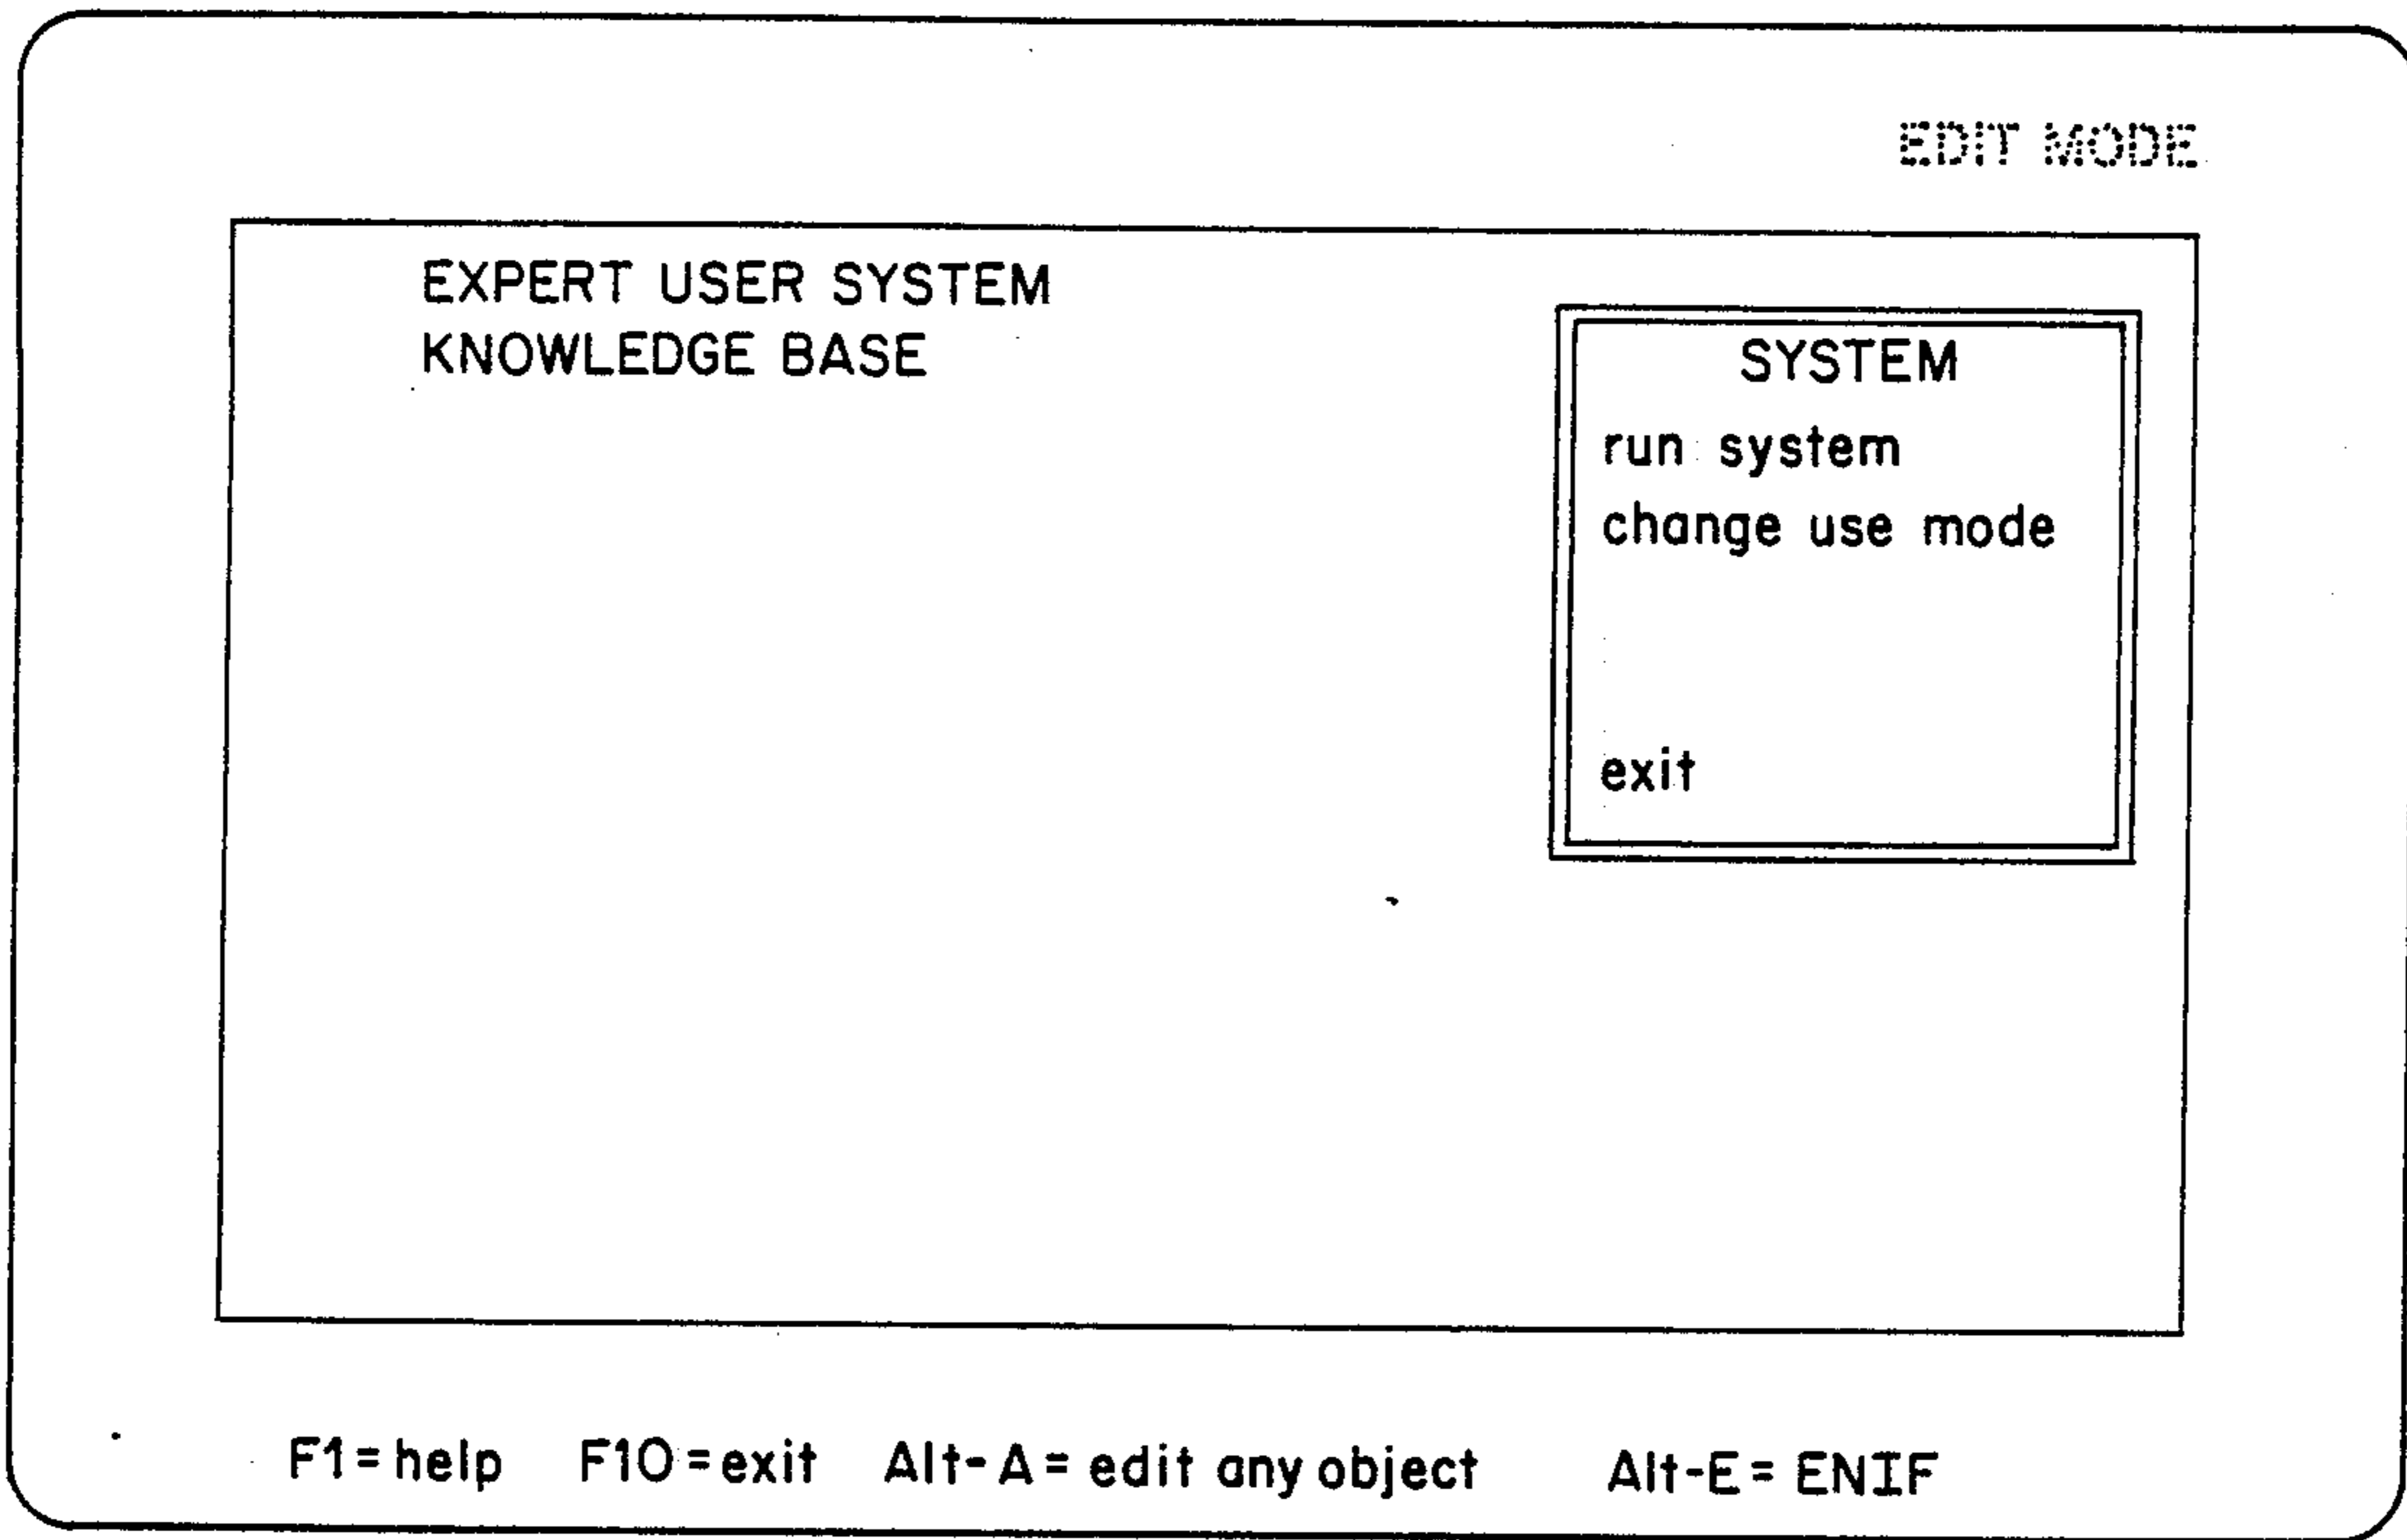 EDIT MODE
EXPERT USER SYSTEM
KNOWLEDGE BASE
SYSTEM
run system
change use mode
exit
F1=help F10=exit Alt-A= edit any object Alt-E= ENIF